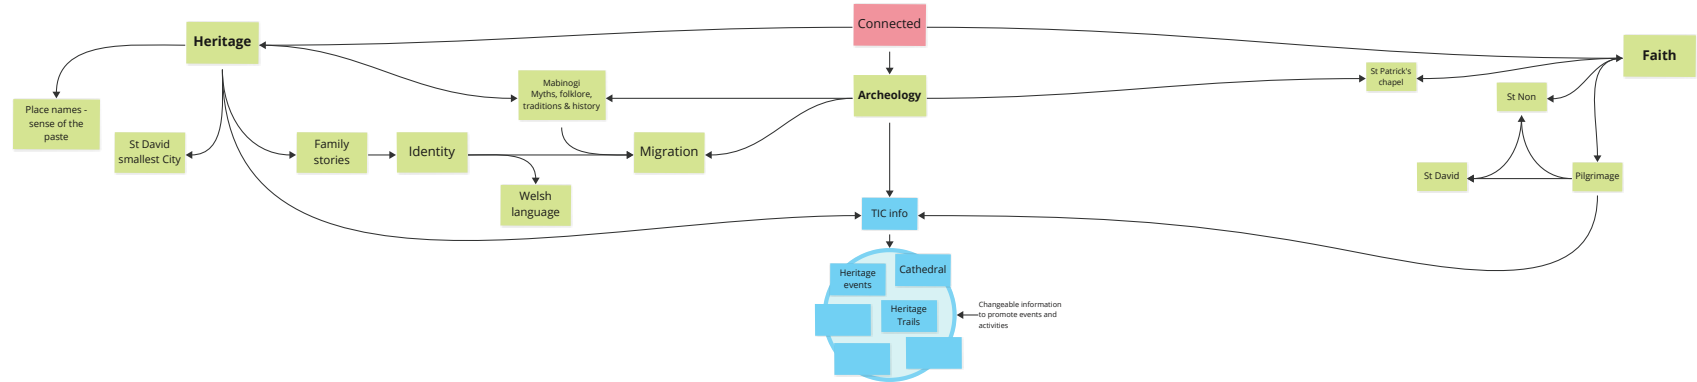 Connected
Heritage
Faith
Place names -
sense of the
paste
St David
smallest City
Family
stories
Identity
Welsh
language
Mabinogi
Myths, folklore,
traditions & history
Migration
Archeology
St Patrick's
chapel
St Non
St David
Pilgrimage
TIC info
Heritage
events
Cathedral
Heritage
Trails
Changeable information
to promote events and
activities